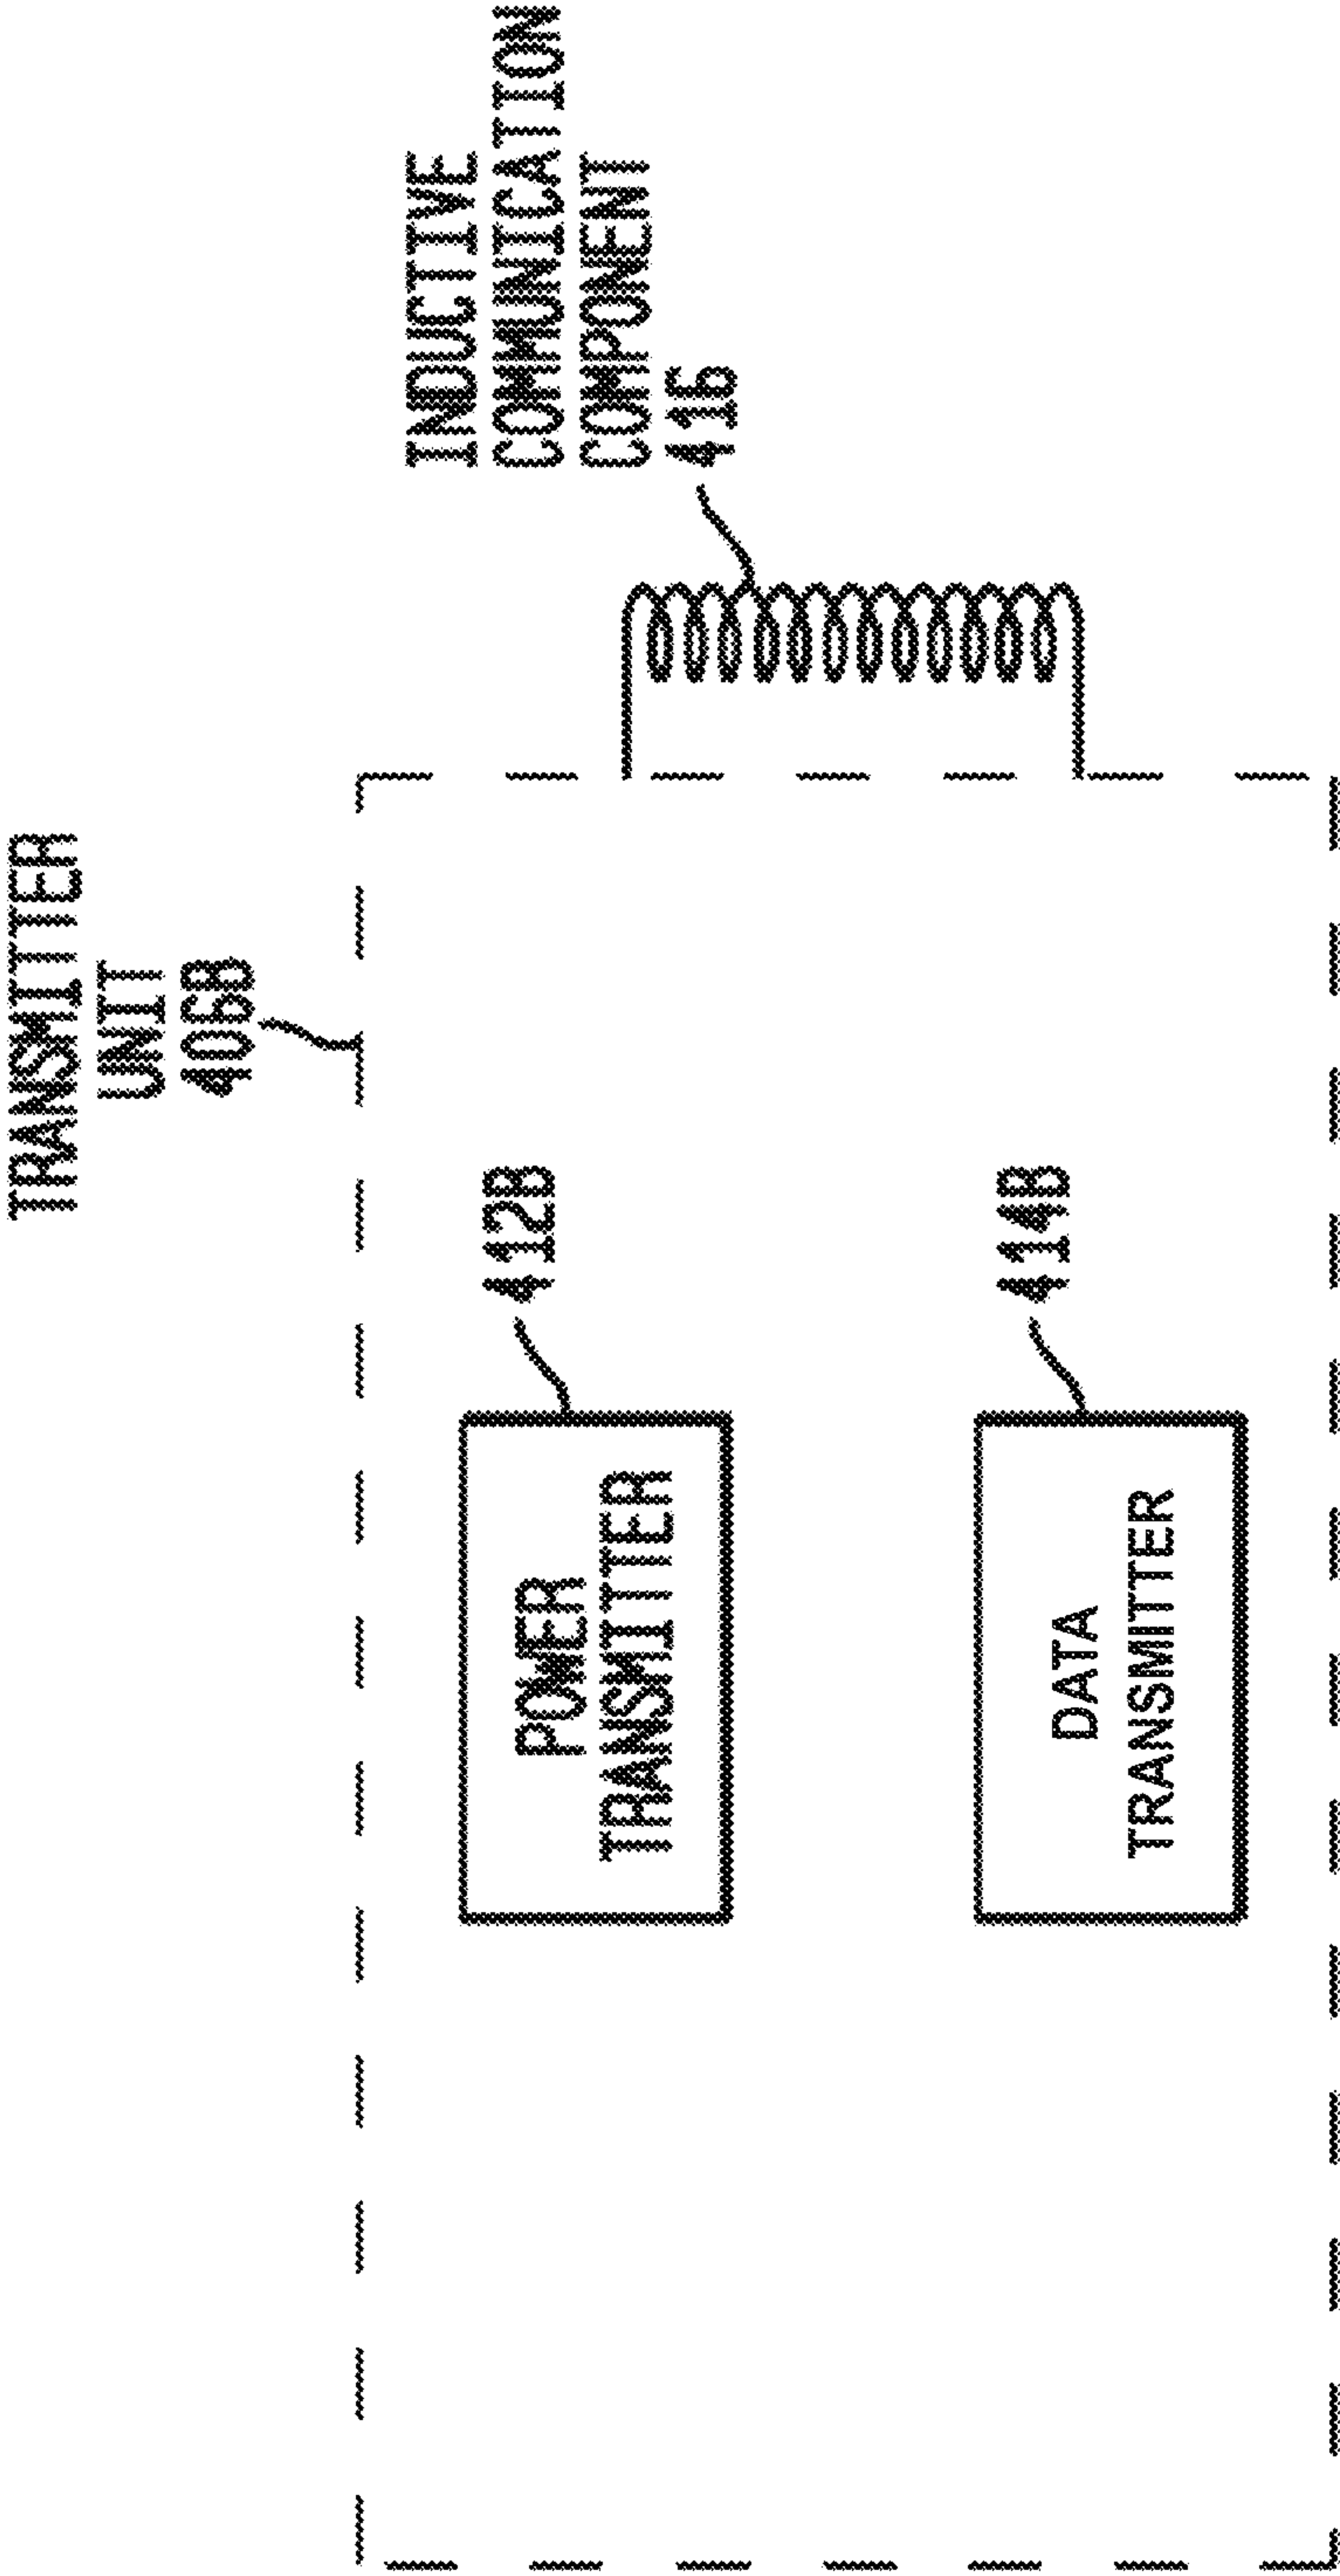 TRANSMITTER
UNIT
406B
INDUCTIVE
COMMUNICATION
COMPONENT
416
412B
POWER
TRANSMITTER
414B
DATA
TRANSMITTER